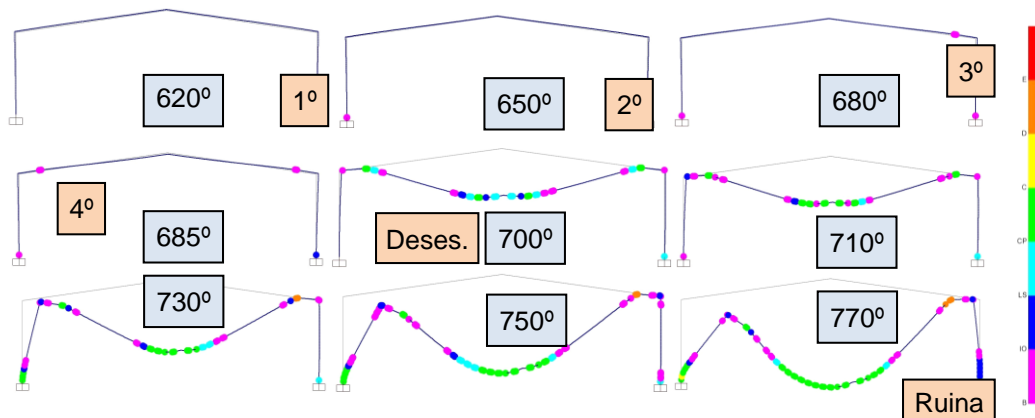 620º
1º
650º
2º
680º
3º
4º
685º
Deses.
700º
710º
730º
750º
770º
Ruina
E
D
C
CP
LS
IO
B